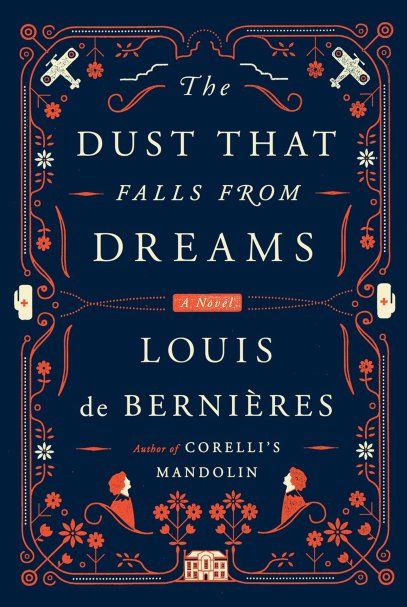 The
DUST THAT
FALLS FROM
DREAMS
A Novel
LOUIS
de BERNIÈRES
Author of CORELLI'S
MANDOLIN